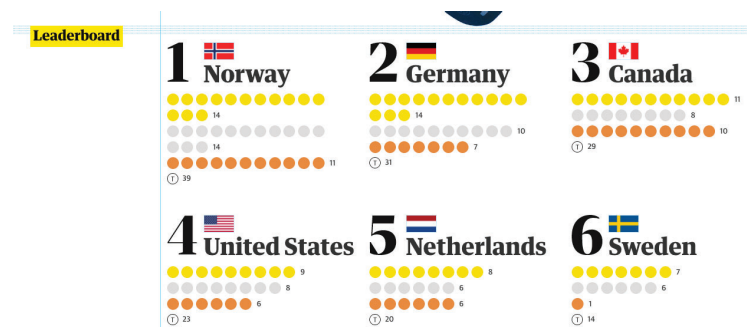 Leaderboard
1 Norway
14
14
11
T 39
2 Germany
14
10
7
T 31
3 Canada
11
8
10
T 29
4 United States
9
8
6
T 23
5 Netherlands
8
6
6
T 20
6 Sweden
7
6
1
T 14